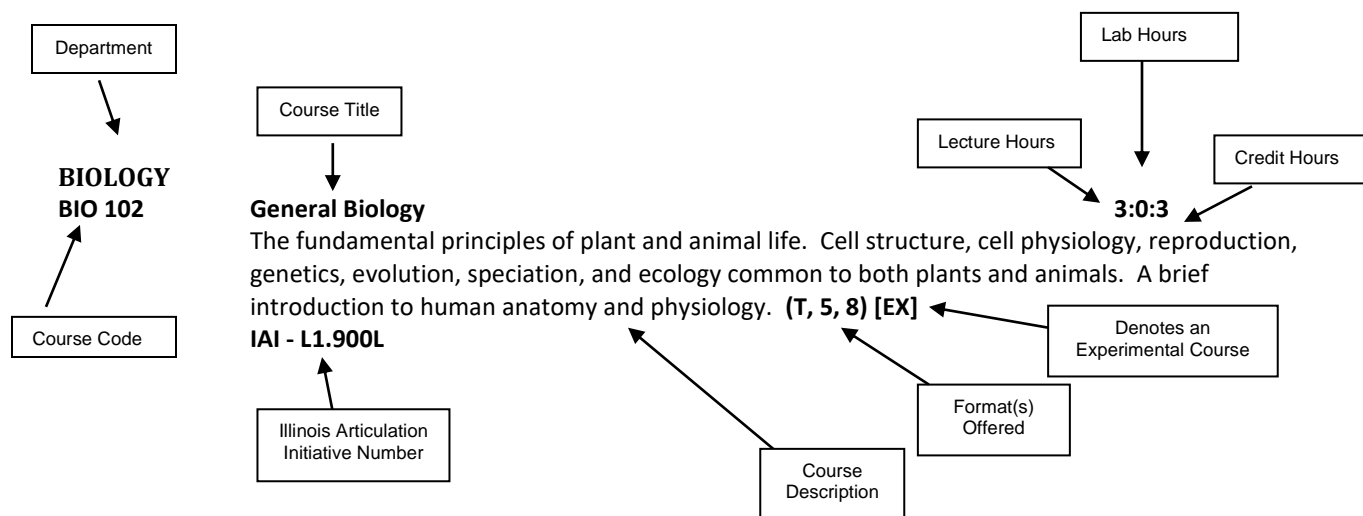 Department
Lab Hours
Course Title
Lecture Hours
Credit Hours
BIOLOGY
BIO 102
General Biology
3:0:3
The fundamental principles of plant and animal life.  Cell structure, cell physiology, reproduction,
genetics, evolution, speciation, and ecology common to both plants and animals.  A brief
introduction to human anatomy and physiology.  (T, 5, 8) [EX]
IAI - L1.900L
Course Code
Denotes an
Experimental Course
Illinois Articulation
Initiative Number
Format(s)
Offered
Course
Description